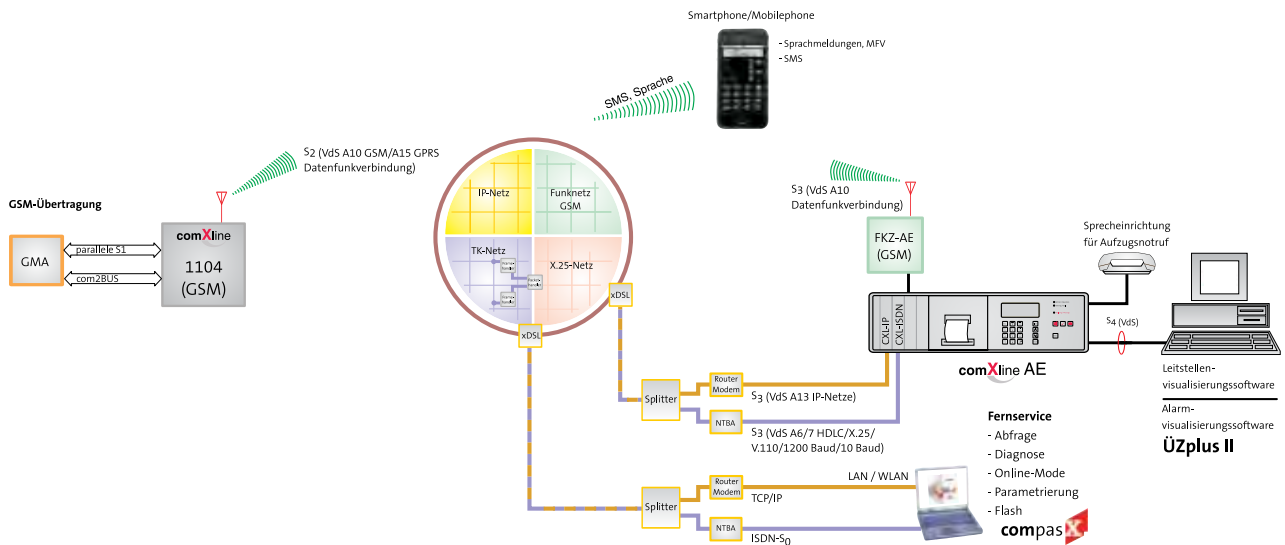 Smartphone/Mobilephone
- Sprachmeldungen, MFV
- SMS
SMS, Sprache
S2 (VdS A10 GSM/A15 GPRS
Datenfunkverbindung)
GSM-Übertragung
GMA
parallele S1
com2BUS
comXline
1104
(GSM)
IP-Netz
Funknetz
GSM
TK-Netz
X.25-Netz
xDSL
xDSL
S3 (VdS A10
Datenfunkverbindung)
FKZ-AE
(GSM)
Sprecheinrichtung
für Aufzugsnotruf
CXL-IP
CXL-ISDN
comXline AE
S4 (VdS)
Leitstellen-
visualisierungssoftware
Alarm-
visualisierungssoftware
ÜZplus II
Splitter
Router
Modem
S3 (VdS A13 IP-Netze)
NTBA
S3 (VdS A6/7 HDLC/X.25/
V.110/1200 Baud/10 Baud)
Splitter
Router
Modem
TCP/IP
LAN / WLAN
NTBA
ISDN-S0
Fernservice
- Abfrage
- Diagnose
- Online-Mode
- Parametrierung
- Flash
compasX